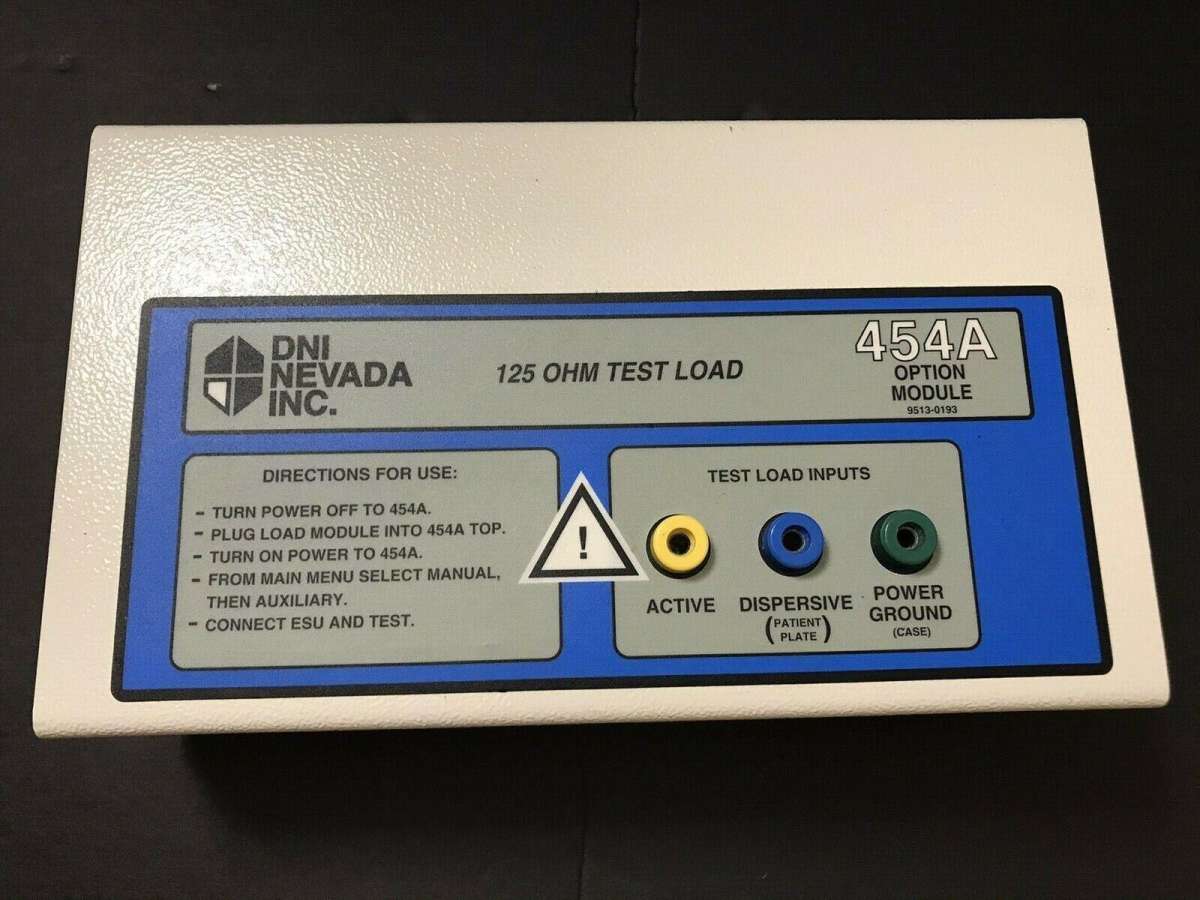 DNI
NEVADA
INC.
125 OHM TEST LOAD
454A
OPTION
MODULE
9513-0193
DIRECTIONS FOR USE:
- TURN POWER OFF TO 454A.
- PLUG LOAD MODULE INTO 454A TOP.
- TURN ON POWER TO 454A.
- FROM MAIN MENU SELECT MANUAL,
THEN AUXILIARY.
- CONNECT ESU AND TEST.
!
TEST LOAD INPUTS
ACTIVE
DISPERSIVE
(PATIENT
PLATE)
POWER
GROUND
(CASE)